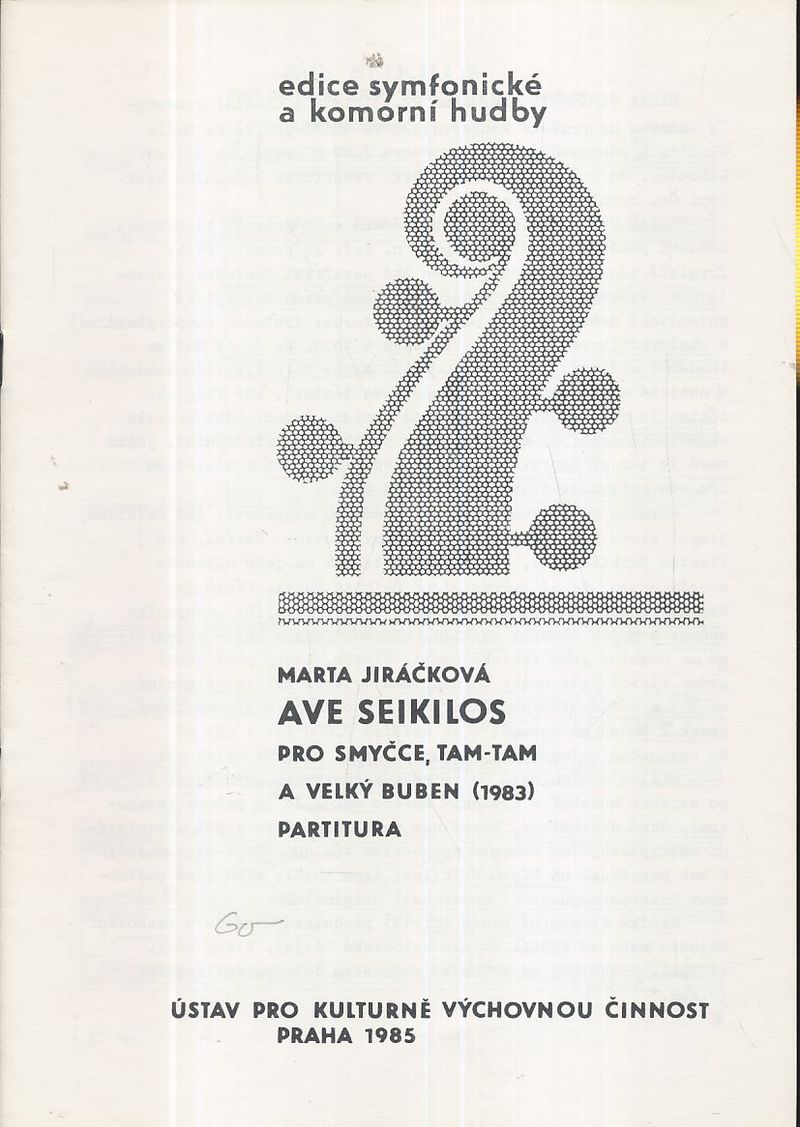 edice symfonické
a komorní hudby
MARTA JIRÁČKOVÁ
AVE SEIKILOS
PRO SMYČCE, TAM-TAM
A VELKÝ BUBEN (1983)
PARTITURA
ÚSTAV PRO KULTURNĚ VÝCHOVNOU ČINNOST
PRAHA 1985